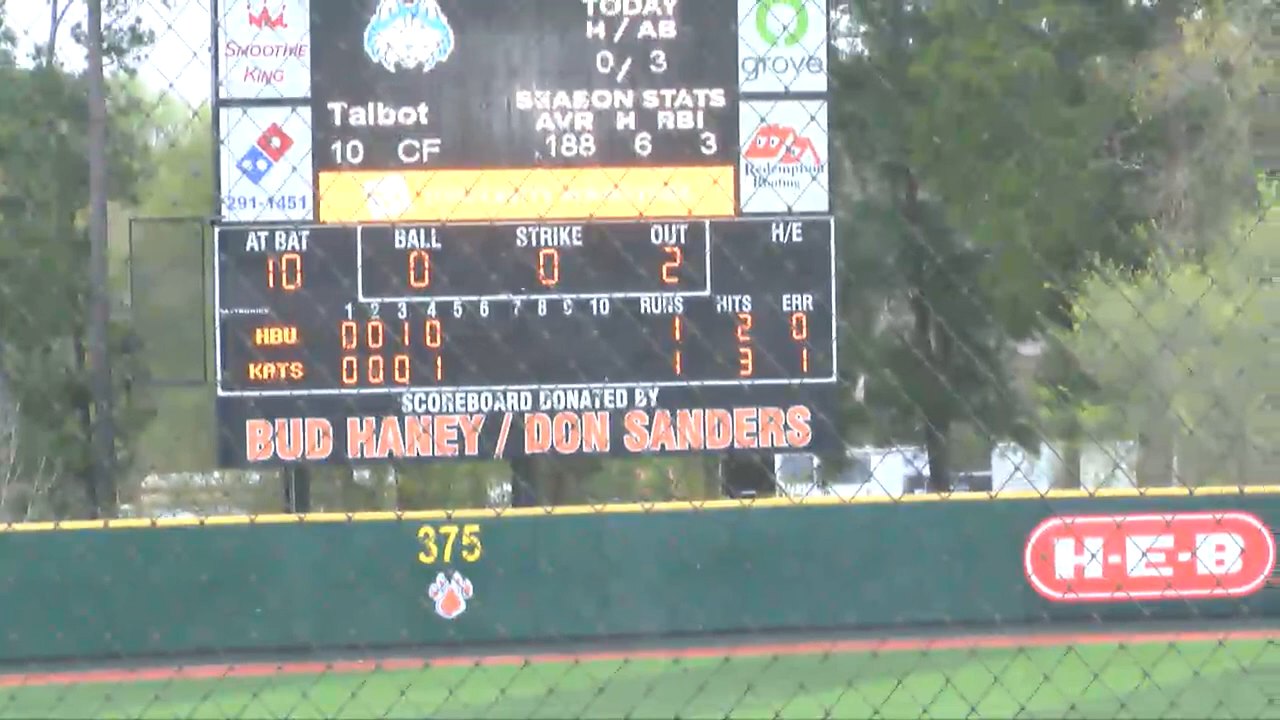 SMOOTHIE
KING
TODAY
H / AB
0 / 3
grove
Talbot
10 CF
SEASON STATS
AVR H RBI
188 6 3
291-1451
Redemption
Roofing
AT BAT BALL STRIKE OUT H/E
10 0 0 2
1 2 3 4 5 6 7 8 9 10 RUNS HITS ERR
HBU 0 0 1 0 1 2 0
KATS 0 0 0 1 1 3 1
SCOREBOARD DONATED BY
BUD HANEY / DON SANDERS
375
H-E-B